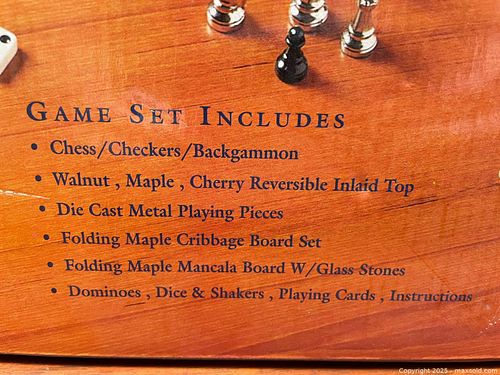 GAME SET INCLUDES
• Chess/Checkers/Backgammon
• Walnut , Maple , Cherry Reversible Inlaid Top
• Die Cast Metal Playing Pieces
• Folding Maple Cribbage Board Set
• Folding Maple Mancala Board W/Glass Stones
• Dominoes , Dice & Shakers , Playing Cards , Instructions
Copyright 2025 - maxsold.com